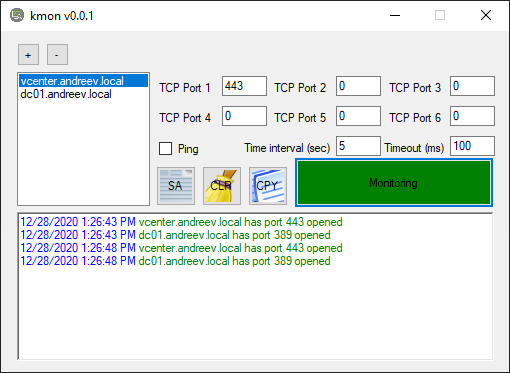 kmon v0.0.1
+ -
vcenter.andreev.local
dc01.andreev.local
TCP Port 1 443 TCP Port 2 0 TCP Port 3 0
TCP Port 4 0 TCP Port 5 0 TCP Port 6 0
Ping Time interval (sec) 5 Timeout (ms) 100
SA CLR CPY Monitoring
12/28/2020 1:26:43 PM vcenter.andreev.local has port 443 opened
12/28/2020 1:26:43 PM dc01.andreev.local has port 389 opened
12/28/2020 1:26:48 PM vcenter.andreev.local has port 443 opened
12/28/2020 1:26:48 PM dc01.andreev.local has port 389 opened